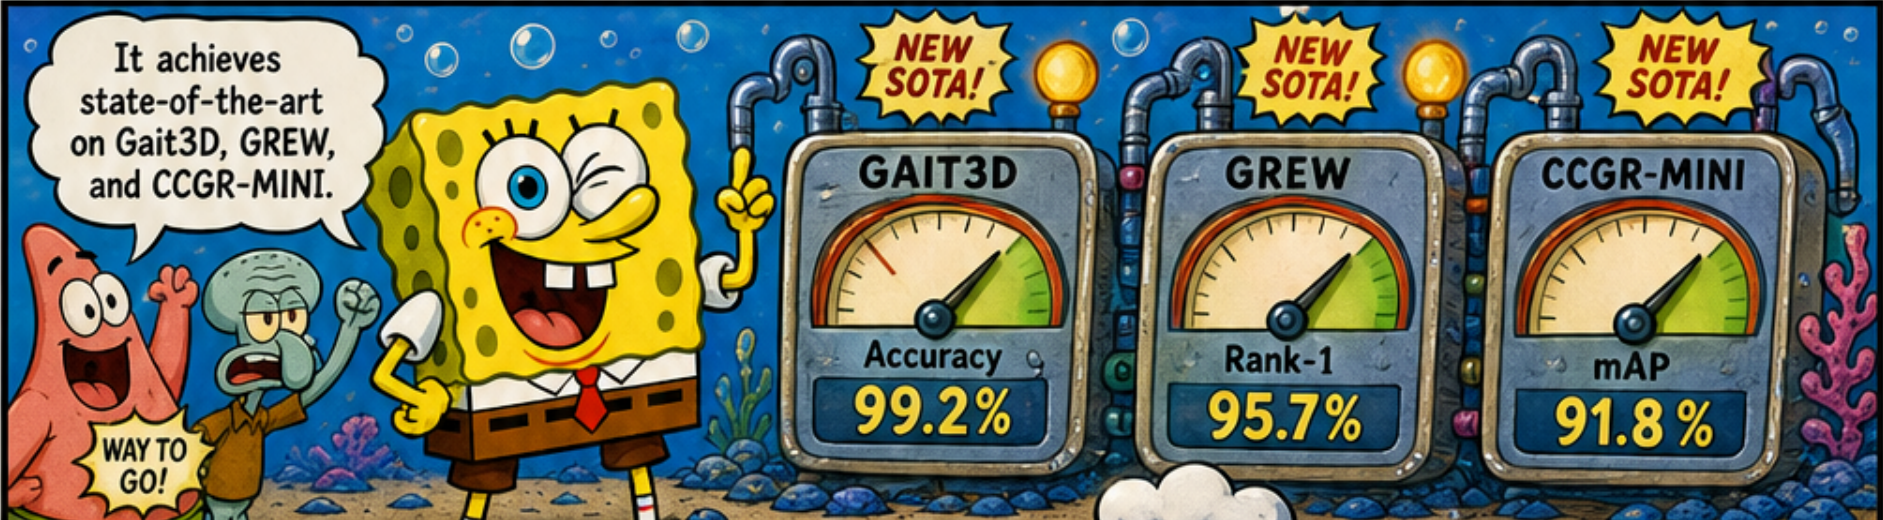 It achieves
state-of-the-art
on Gait3D, GREW,
and CCGR-MINI.
WAY TO
GO!
NEW
SOTA!
GAIT3D
Accuracy
99.2%
NEW
SOTA!
GREW
Rank-1
95.7%
NEW
SOTA!
CCGR-MINI
mAP
91.8%